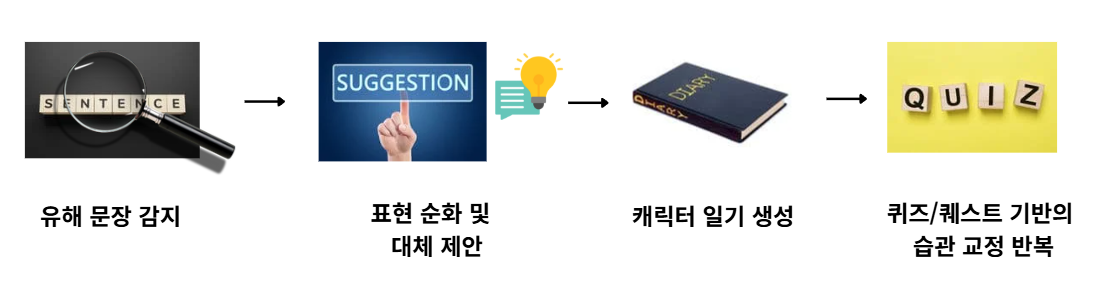 SENTENCE
SUGGESTION
DIARY
DIARY
QUIZ
유해 문장 감지
표현 순화 및
대체 제안
캐릭터 일기 생성
퀴즈/퀘스트 기반의
습관 교정 반복